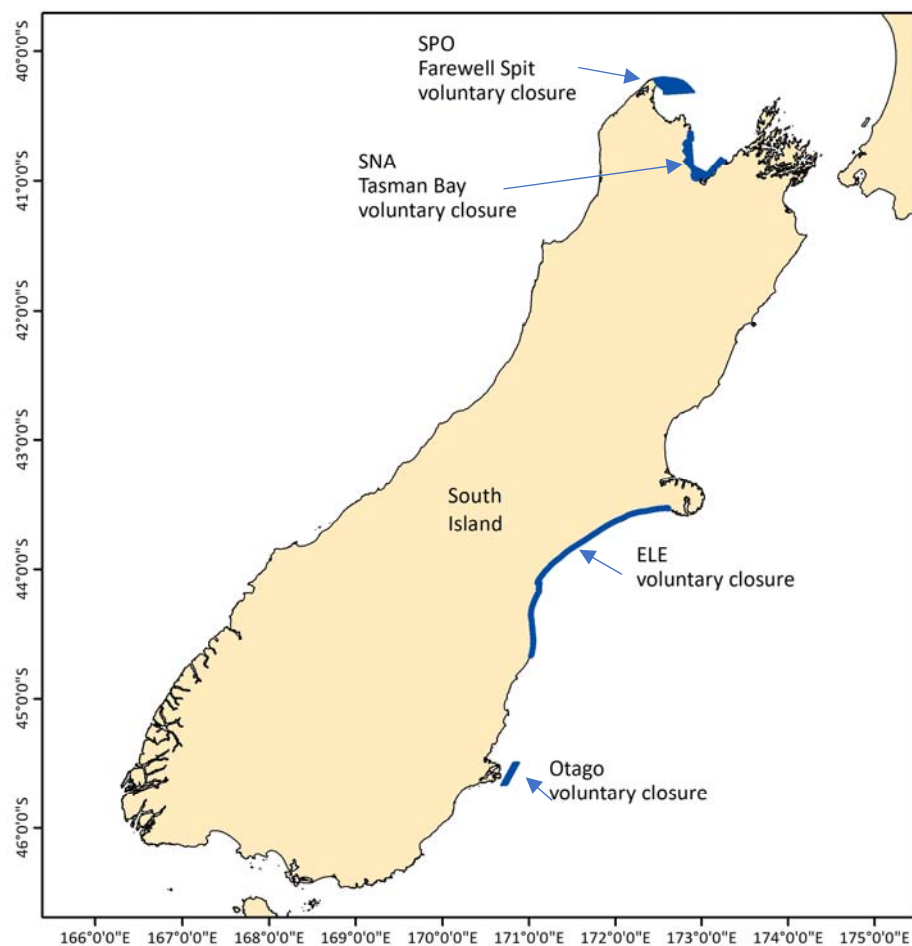 SPO
Farewell Spit
voluntary closure
SNA
Tasman Bay
voluntary closure
South
Island
ELE
voluntary closure
Otago
voluntary closure
40°0'0"S
41°0'0"S
42°0'0"S
43°0'0"S
44°0'0"S
45°0'0"S
46°0'0"S
166°0'0"E 167°0'0"E 168°0'0"E 169°0'0"E 170°0'0"E 171°0'0"E 172°0'0"E 173°0'0"E 174°0'0"E 175°0'0"E